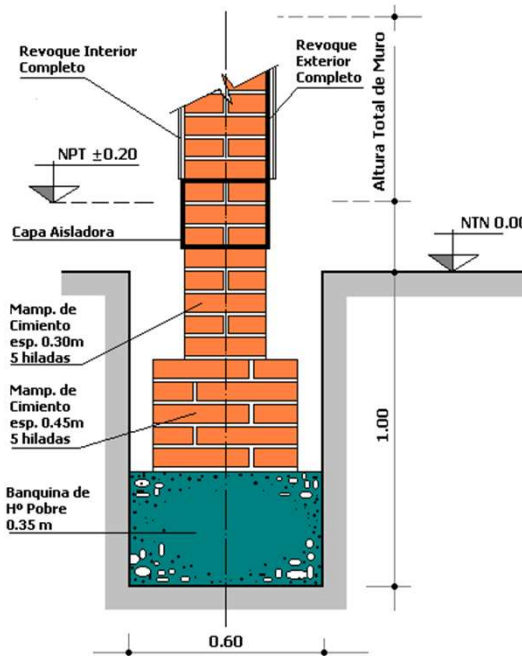 Revoque Interior
Completo
Revoque
Exterior
Completo
Altura Total de Muro
NPT ±0.20
NTN 0.00
Capa Aisladora
Mamp. de
Cimiento
esp. 0.30m
5 hiladas
Mamp. de
Cimiento
esp. 0.45m
5 hiladas
1.00
Banquina de
Hº Pobre
0.35 m
0.60